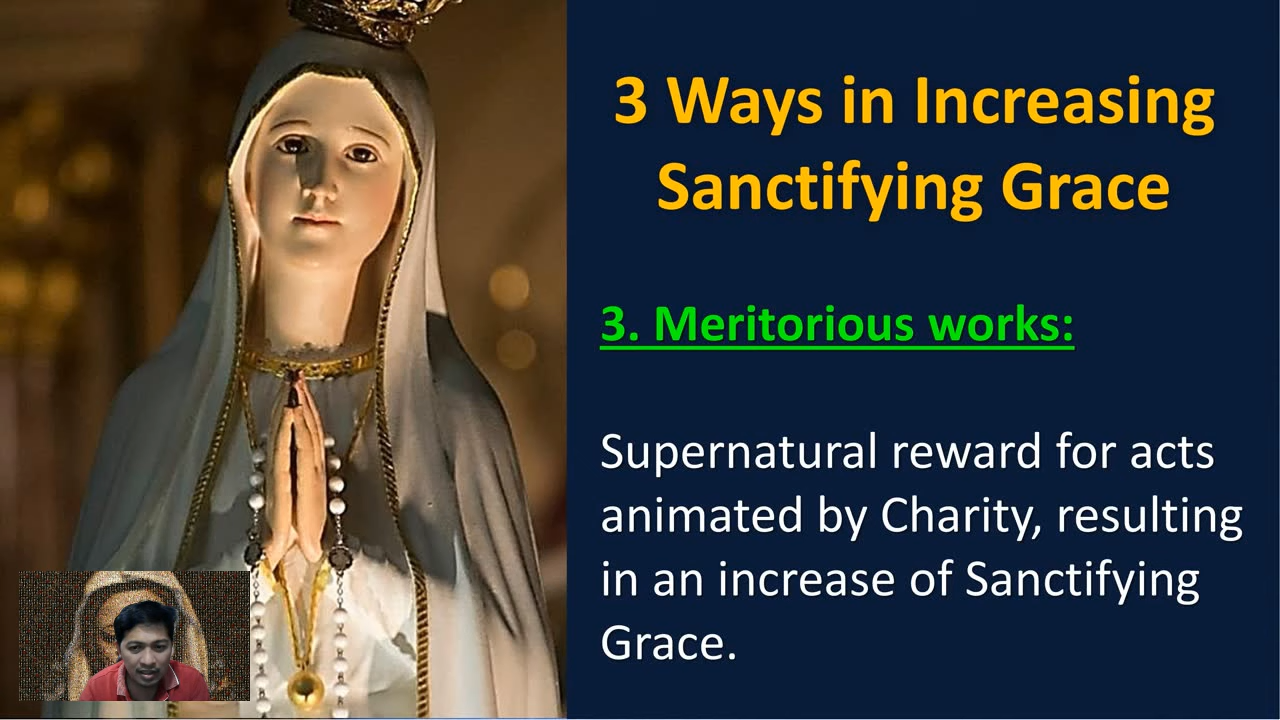 3 Ways in Increasing
Sanctifying Grace
3. Meritorious works:
Supernatural reward for acts
animated by Charity, resulting
in an increase of Sanctifying
Grace.